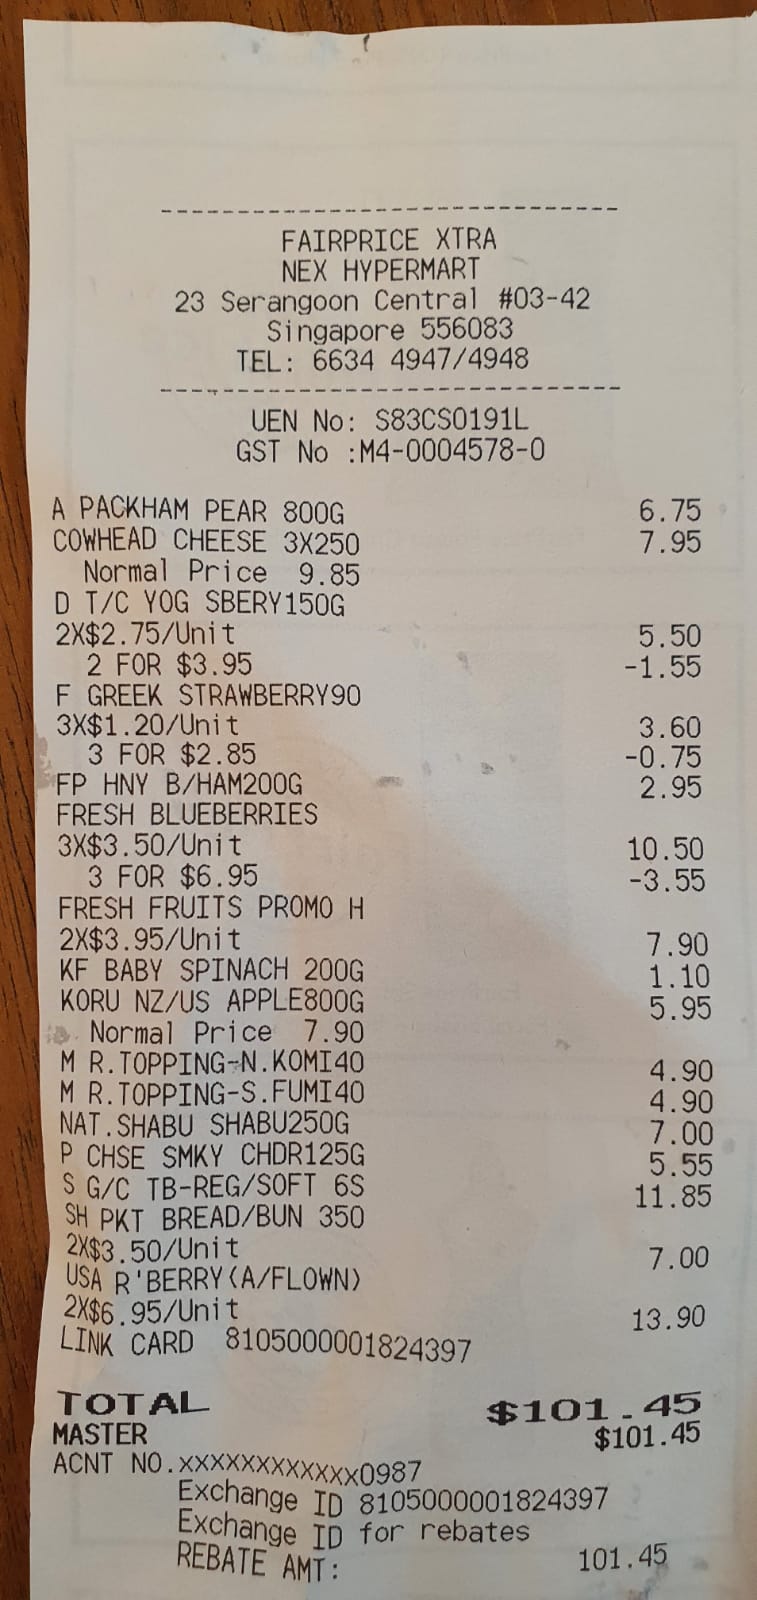 ------------------------------
FAIRPRICE XTRA
NEX HYPERMART
23 Serangoon Central #03-42
Singapore 556083
TEL: 6634 4947/4948
------------------------------
UEN No: S83CS0191L
GST No :M4-0004578-0
A PACKHAM PEAR 800G 6.75
COWHEAD CHEESE 3X250 7.95
Normal Price 9.85
D T/C YOG SBERY150G
2X$2.75/Unit 5.50
2 FOR $3.95 -1.55
F GREEK STRAWBERRY90
3X$1.20/Unit 3.60
3 FOR $2.85 -0.75
FP HNY B/HAM200G 2.95
FRESH BLUEBERRIES
3X$3.50/Unit 10.50
3 FOR $6.95 -3.55
FRESH FRUITS PROMO H
2X$3.95/Unit 7.90
KF BABY SPINACH 200G 1.10
KORU NZ/US APPLE800G 5.95
Normal Price 7.90
M R.TOPPING-N.KOMI40 4.90
M R.TOPPING-S.FUMI40 4.90
NAT.SHABU SHABU250G 7.00
P CHSE SMKY CHDR125G 5.55
S G/C TB-REG/SOFT 6S 11.85
SH PKT BREAD/BUN 350
2X$3.50/Unit 7.00
USA R'BERRY(A/FLOWN)
2X$6.95/Unit 13.90
LINK CARD 8105000001824397
TOTAL $101.45
MASTER $101.45
ACNT NO.xxxxxxxxxxxx0987
Exchange ID 8105000001824397
Exchange ID for rebates
REBATE AMT: 101.45